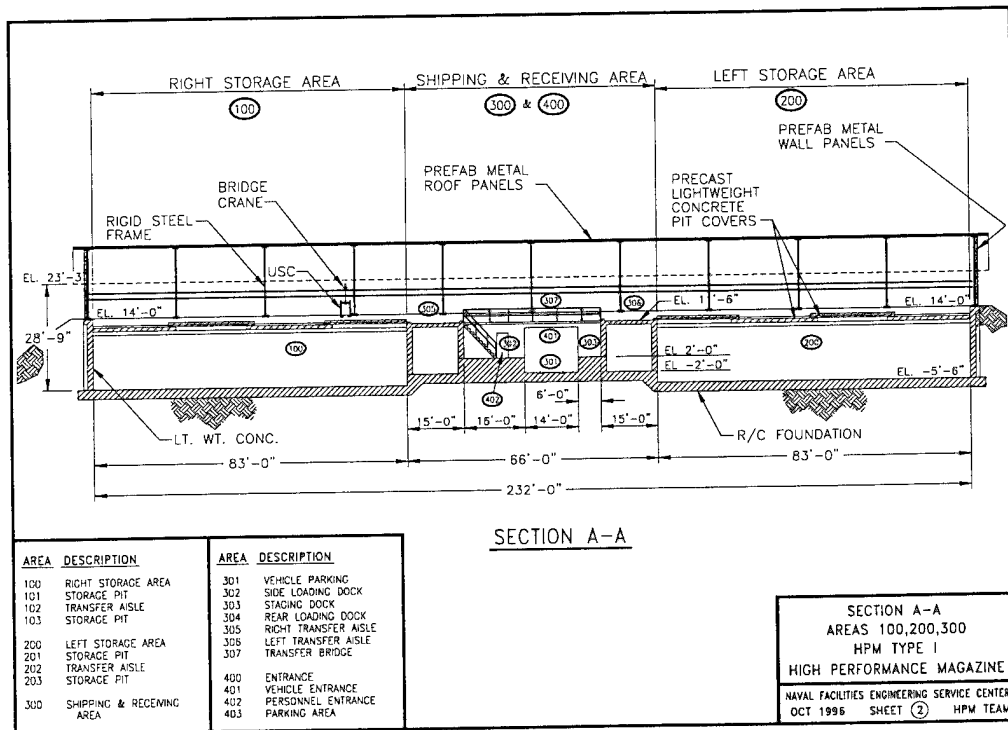 RIGHT STORAGE AREA
100
SHIPPING & RECEIVING AREA
300 & 400
LEFT STORAGE AREA
200
PREFAB METAL
WALL PANELS
PREFAB METAL
ROOF PANELS
PRECAST
LIGHTWEIGHT
CONCRETE
PIT COVERS
BRIDGE
CRANE
RIGID STEEL
FRAME
USC
EL. 23'-3"
EL. 14'-0"
305
307
306
EL. 11'-6"
EL. 14'-0"
28'-9"
100
302
401
303
301
200
EL 2'-0"
EL -2'-0"
EL. -5'-6"
402
6'-0"
15'-0"
16'-0"
14'-0"
15'-0"
LT. WT. CONC.
R/C FOUNDATION
83'-0"
66'-0"
83'-0"
232'-0"
SECTION A-A
AREA DESCRIPTION
100 RIGHT STORAGE AREA
101 STORAGE PIT
102 TRANSFER AISLE
103 STORAGE PIT
200 LEFT STORAGE AREA
201 STORAGE PIT
202 TRANSFER AISLE
203 STORAGE PIT
300 SHIPPING & RECEIVING
AREA
AREA DESCRIPTION
301 VEHICLE PARKING
302 SIDE LOADING DOCK
303 STAGING DOCK
304 REAR LOADING DOCK
305 RIGHT TRANSFER AISLE
306 LEFT TRANSFER AISLE
307 TRANSFER BRIDGE
400 ENTRANCE
401 VEHICLE ENTRANCE
402 PERSONNEL ENTRANCE
403 PARKING AREA
SECTION A-A
AREAS 100,200,300
HPM TYPE I
HIGH PERFORMANCE MAGAZINE
NAVAL FACILITIES ENGINEERING SERVICE CENTER
OCT 1996 SHEET 2 HPM TEAM